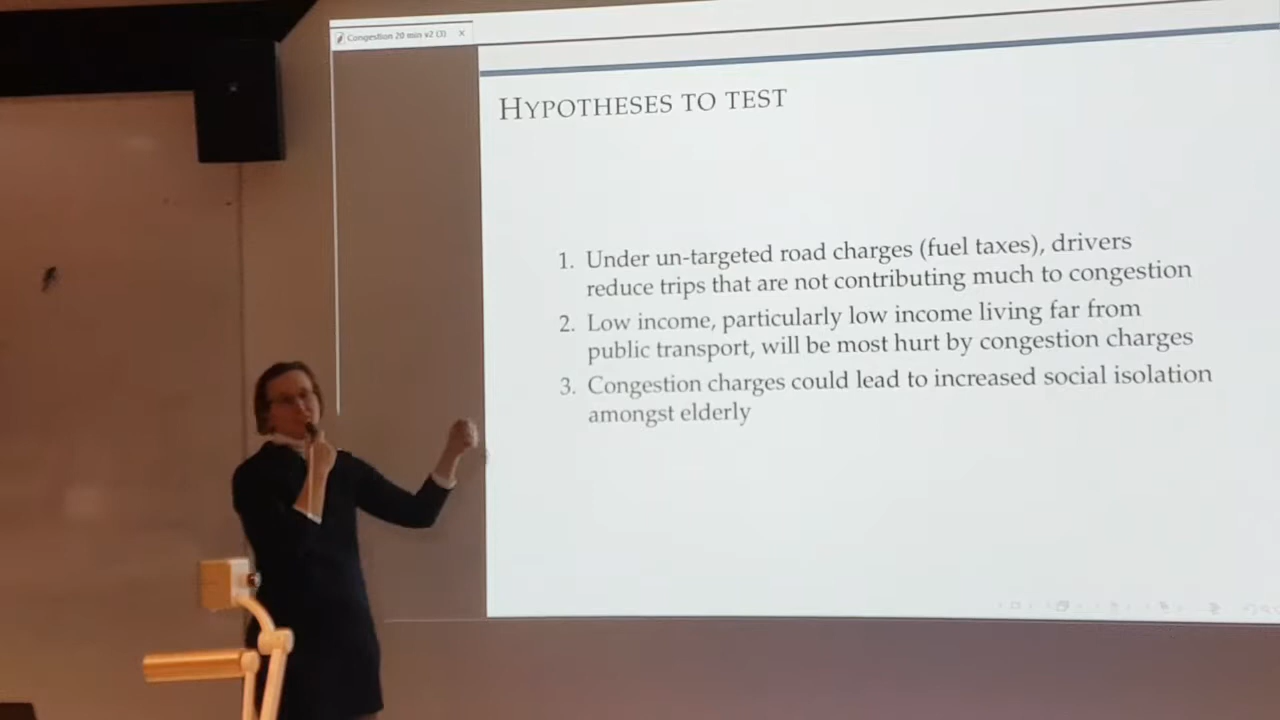 Congestion 20 min v2 (3)
HYPOTHESES TO TEST
1. Under un-targeted road charges (fuel taxes), drivers
reduce trips that are not contributing much to congestion
2. Low income, particularly low income living far from
public transport, will be most hurt by congestion charges
3. Congestion charges could lead to increased social isolation
amongst elderly